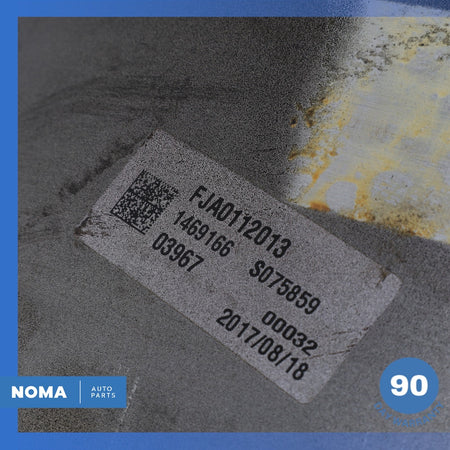 FJA0112013
1469166 S075859
03967 00032
2017/08/18
NOMA AUTO PARTS
90